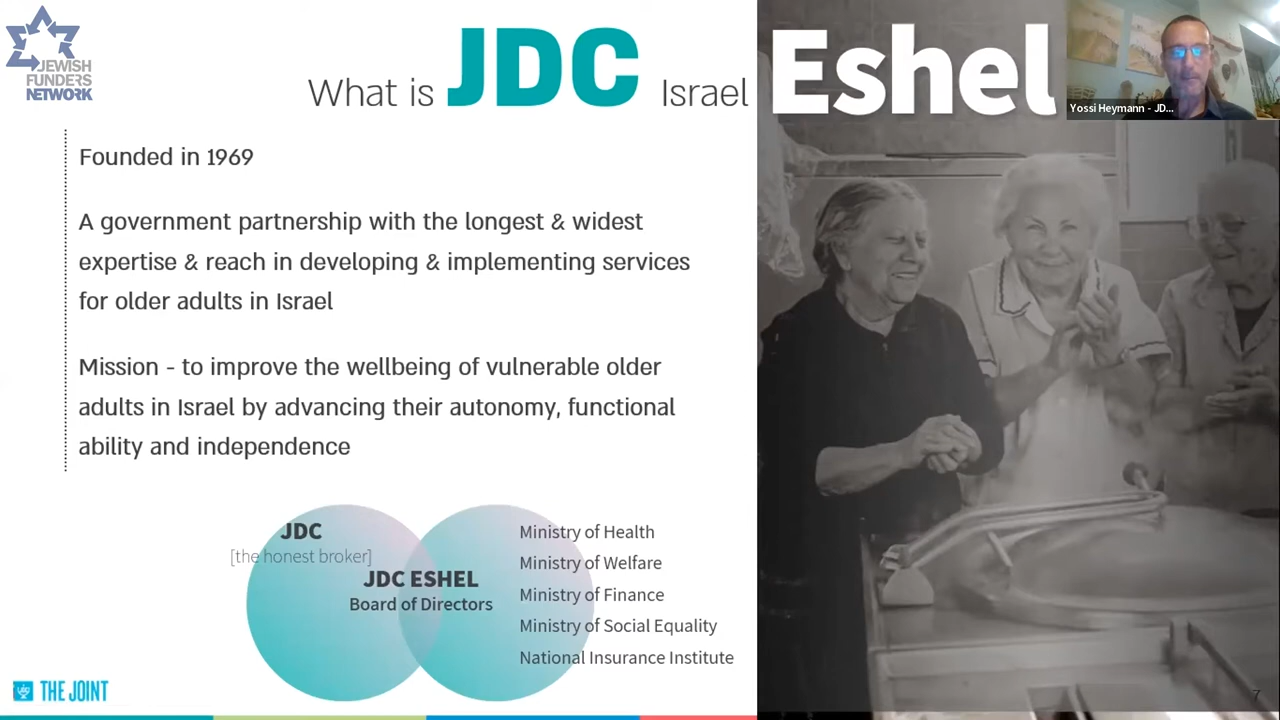 JEWISH
FUNDERS
NETWORK
What is JDC Israel Eshel
Yossi Heymann - JD...
Founded in 1969
A government partnership with the longest & widest
expertise & reach in developing & implementing services
for older adults in Israel
Mission - to improve the wellbeing of vulnerable older
adults in Israel by advancing their autonomy, functional
ability and independence
JDC
[the honest broker]
JDC ESHEL
Board of Directors
Ministry of Health
Ministry of Welfare
Ministry of Finance
Ministry of Social Equality
National Insurance Institute
THE JOINT
7